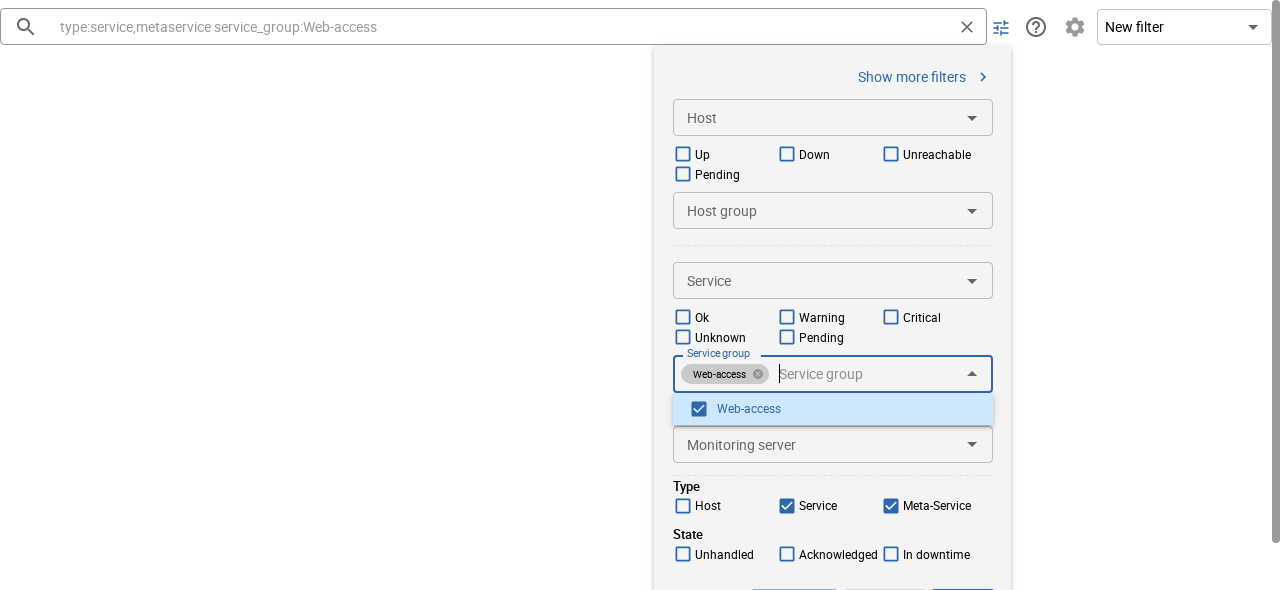 type:service,metaservice service_group:Web-access
New filter
Show more filters
Host
Up Down Unreachable
Pending
Host group
Service
Ok Warning Critical
Unknown Pending
Service group
Web-access Service group
Web-access
Monitoring server
Type
Host Service Meta-Service
State
Unhandled Acknowledged In downtime